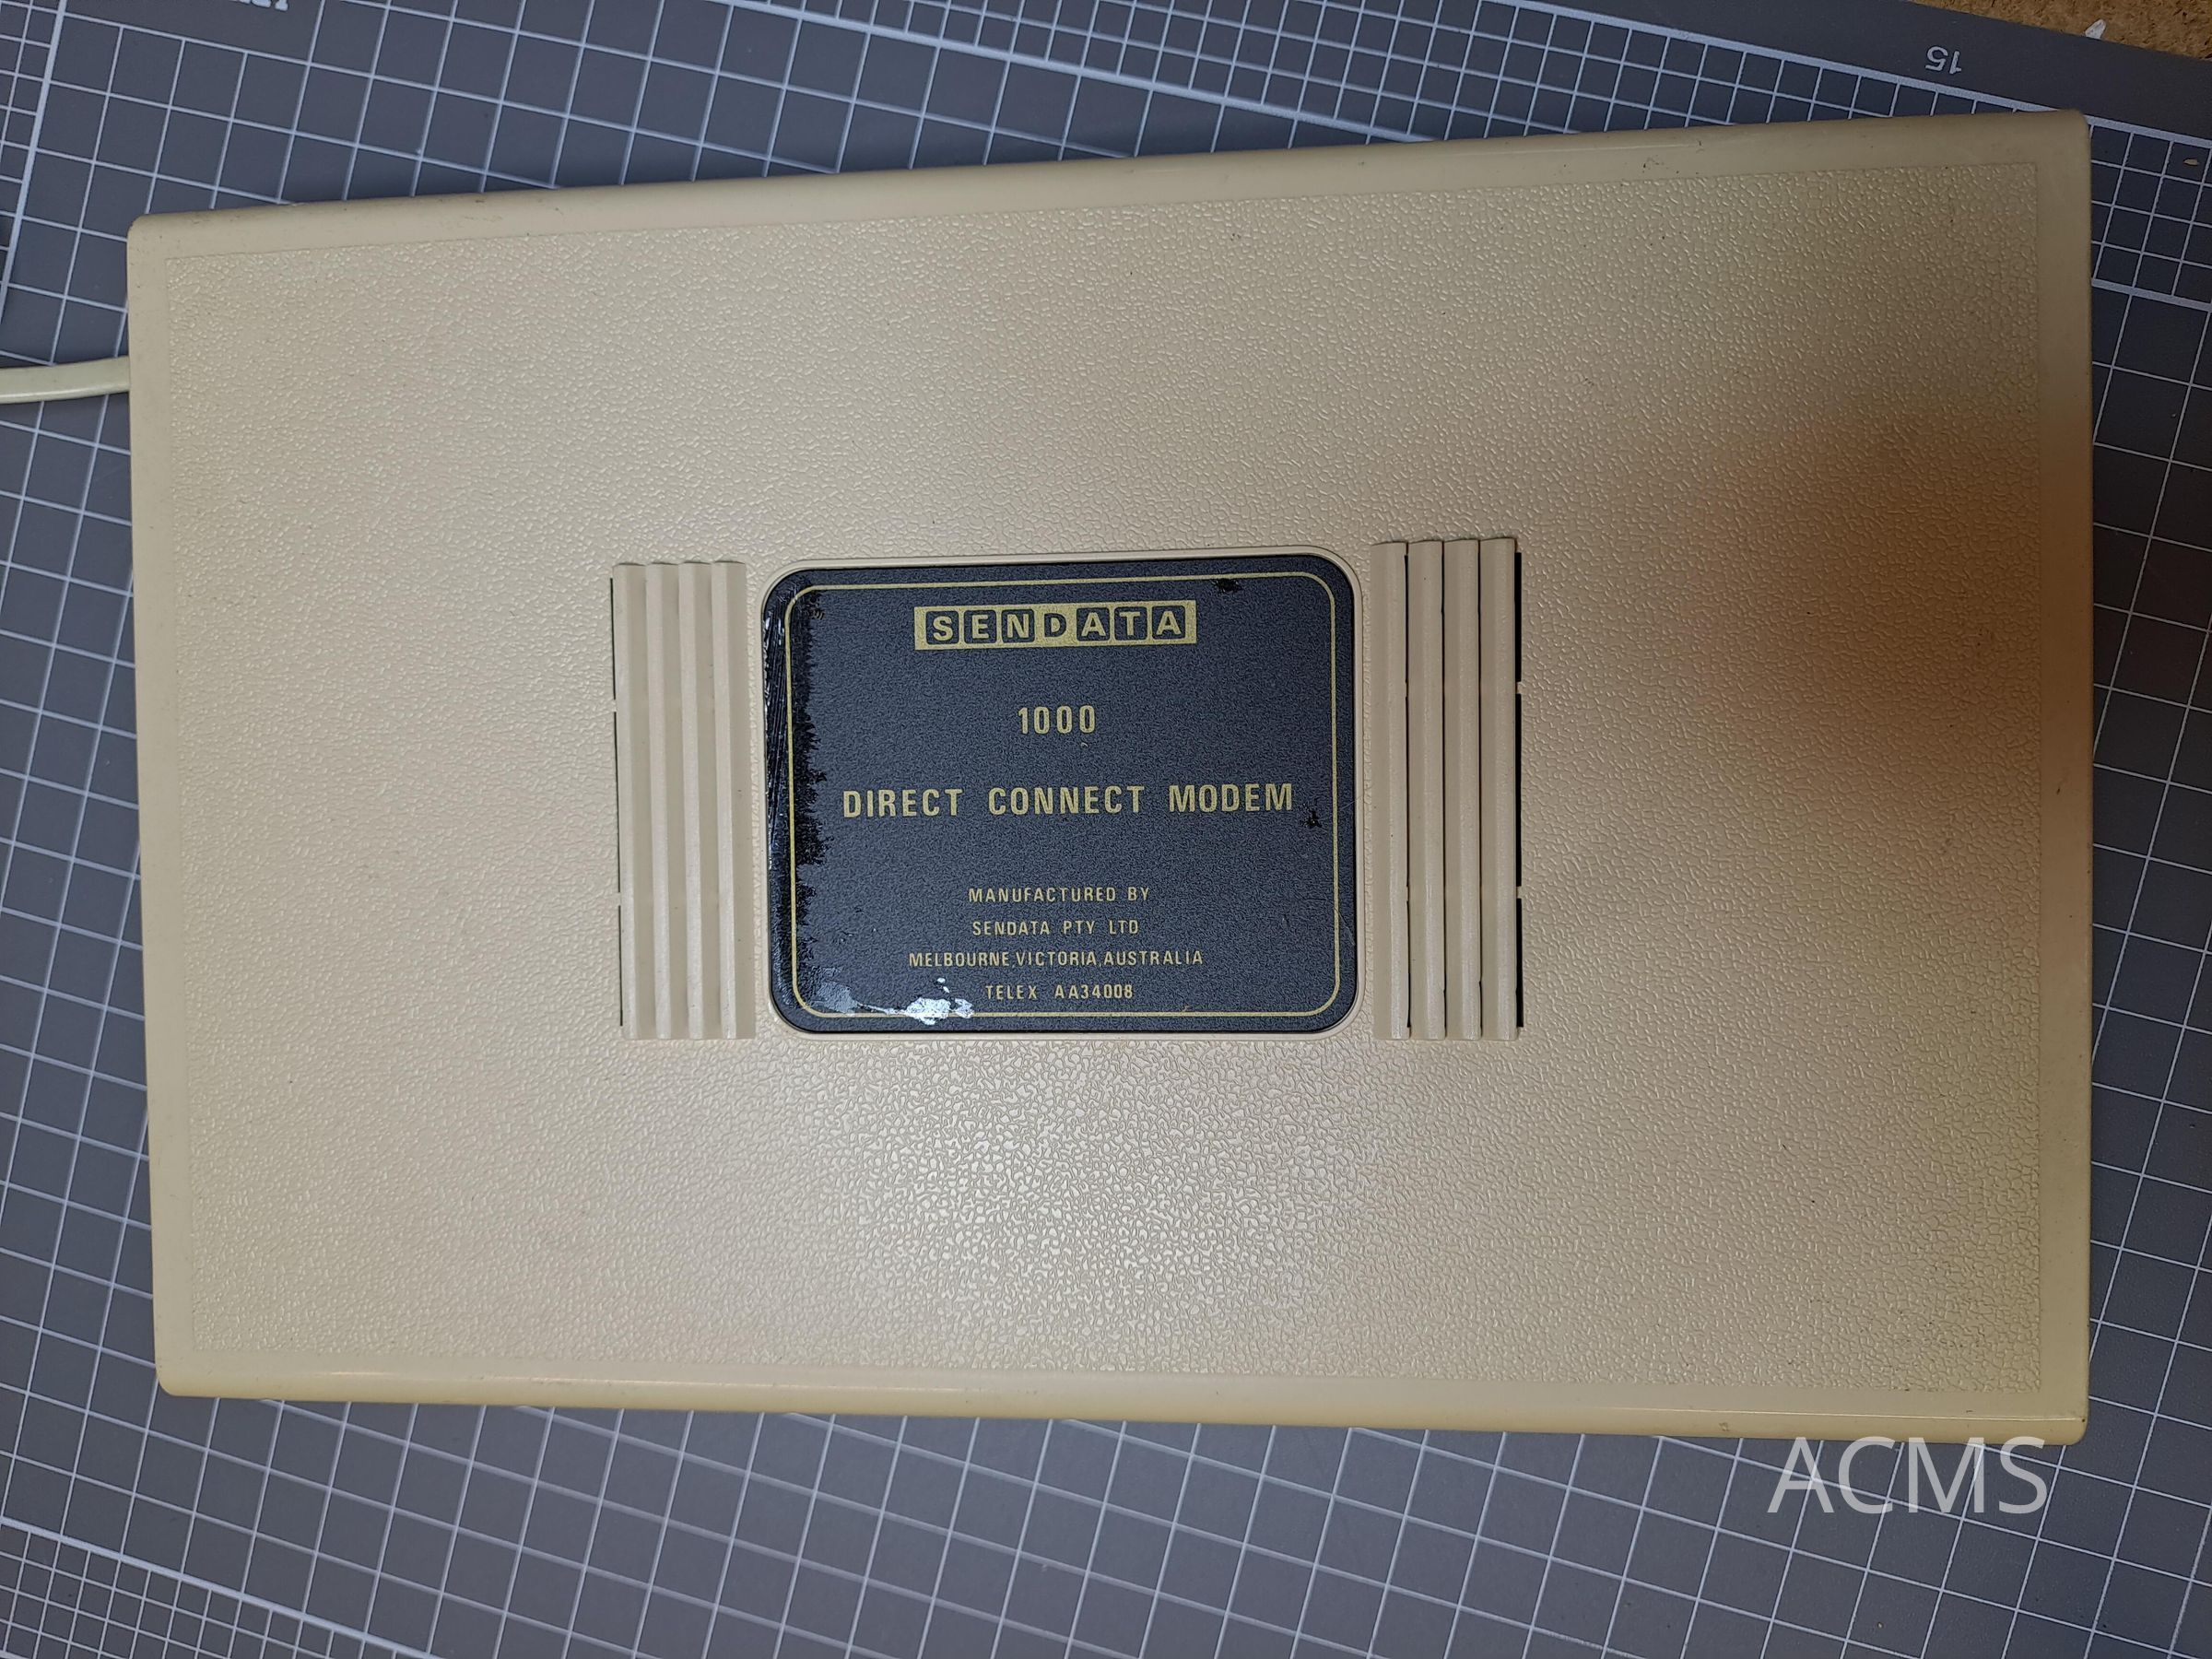 15
SENDATA
1000
DIRECT CONNECT MODEM
MANUFACTURED BY
SENDATA PTY LTD
MELBOURNE,VICTORIA,AUSTRALIA
TELEX AA34008
ACMS